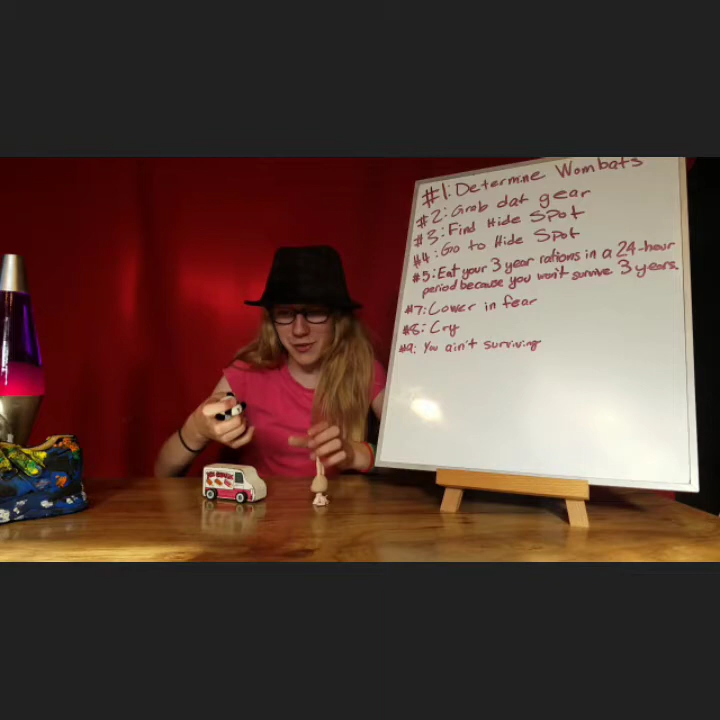 #1: Determine Wombats
#2: Grab dat gear
#3: Find Hide Spot
#4: Go to Hide Spot
#5: Eat your 3 year rations in a 24-hour
period because you won't survive 3 years.
#7: Cower in fear
#8: Cry
#9: You ain't surviving